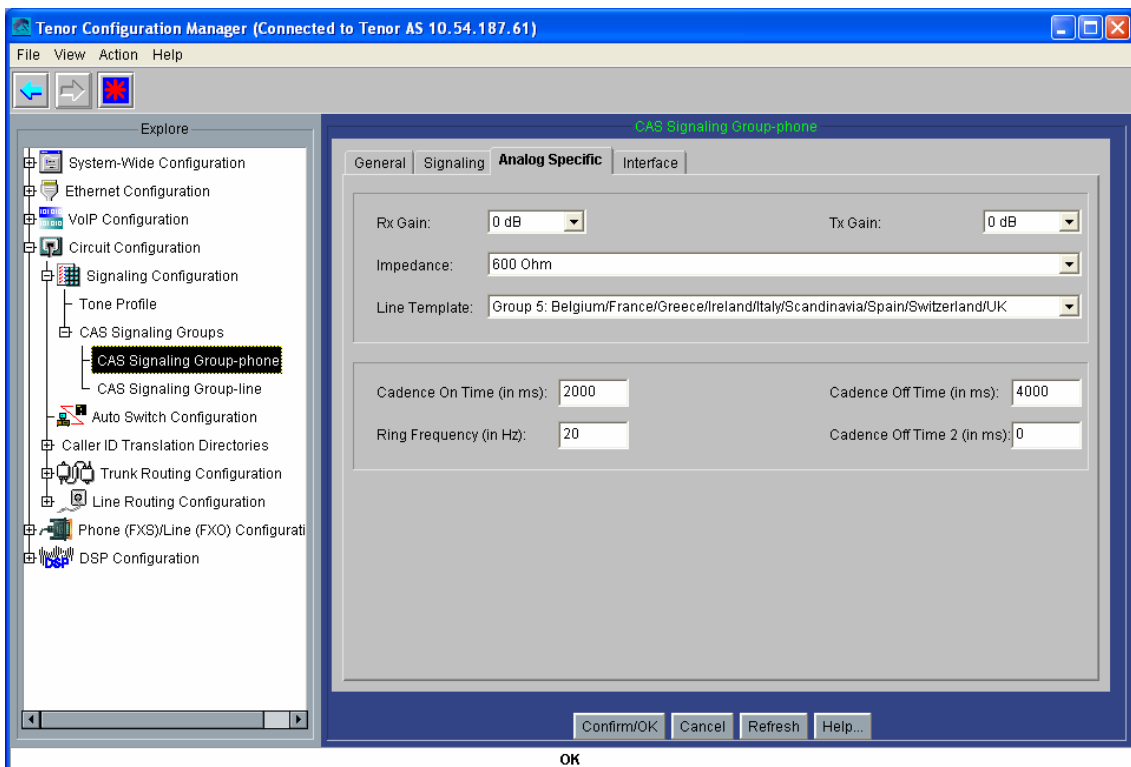 Tenor Configuration Manager (Connected to Tenor AS 10.54.187.61)
File View Action Help
Explore
System-Wide Configuration
Ethernet Configuration
VoIP Configuration
Circuit Configuration
Signaling Configuration
Tone Profile
CAS Signaling Groups
CAS Signaling Group-phone
CAS Signaling Group-line
Auto Switch Configuration
Caller ID Translation Directories
Trunk Routing Configuration
Line Routing Configuration
Phone (FXS)/Line (FXO) Configurati
DSP DSP Configuration
CAS Signaling Group-phone
General Signaling Analog Specific Interface
Rx Gain: 0 dB Tx Gain: 0 dB
Impedance: 600 Ohm
Line Template: Group 5: Belgium/France/Greece/Ireland/Italy/Scandinavia/Spain/Switzerland/UK
Cadence On Time (in ms): 2000 Cadence Off Time (in ms): 4000
Ring Frequency (in Hz): 20 Cadence Off Time 2 (in ms): 0
Confirm/OK Cancel Refresh Help...
OK